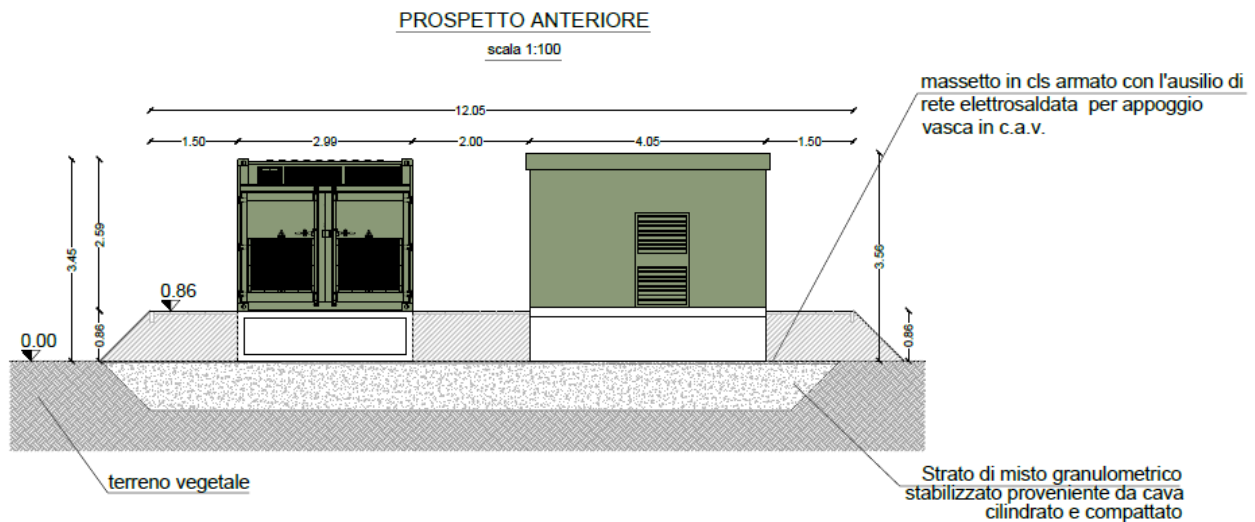 PROSPETTO ANTERIORE
scala 1:100
massetto in cls armato con l'ausilio di
rete elettrosaldata per appoggio
vasca in c.a.v.
12.05
1.50
2.99
2.00
4.05
1.50
3.45
2.59
0.86
3.56
0.86
0.86
0.00
terreno vegetale
Strato di misto granulometrico
stabilizzato proveniente da cava
cilindrato e compattato